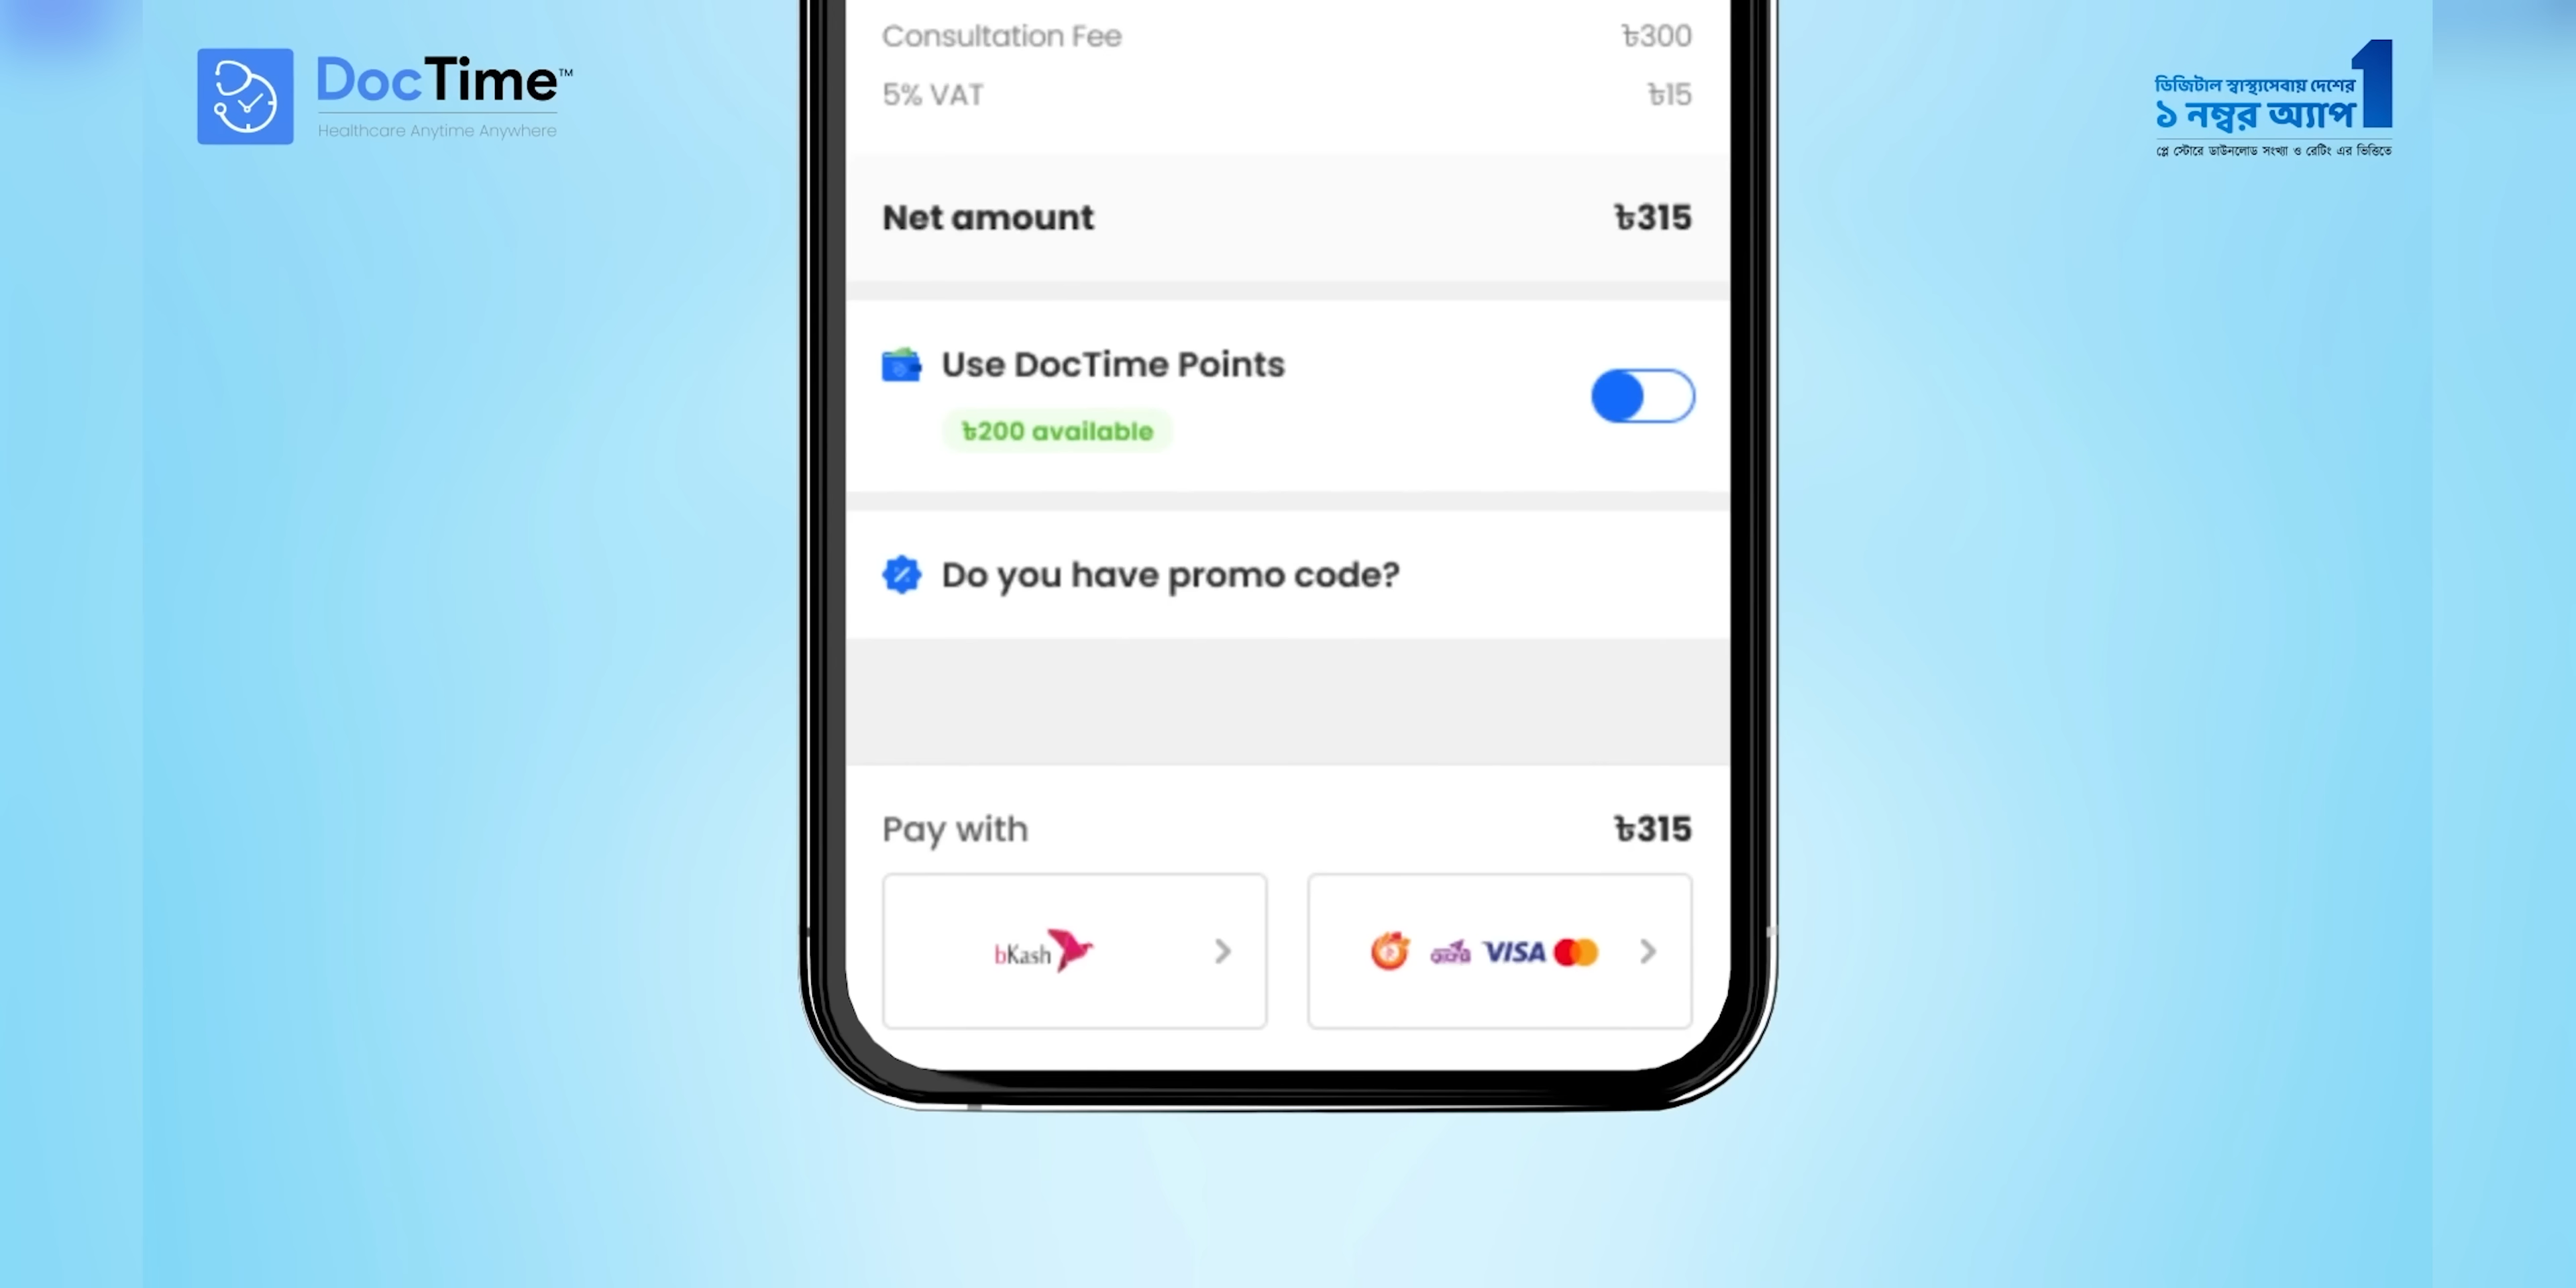 DocTime™
Healthcare Anytime Anywhere
ডিজিটাল স্বাস্থ্যসেবায় দেশের
১ নম্বর অ্যাপ 1
প্লে স্টোরে ডাউনলোড সংখ্যা ও রেটিং এর ভিত্তিতে
Consultation Fee ৳300
5% VAT ৳15
Net amount ৳315
Use DocTime Points
৳200 available
Do you have promo code?
Pay with ৳315
bKash
VISA